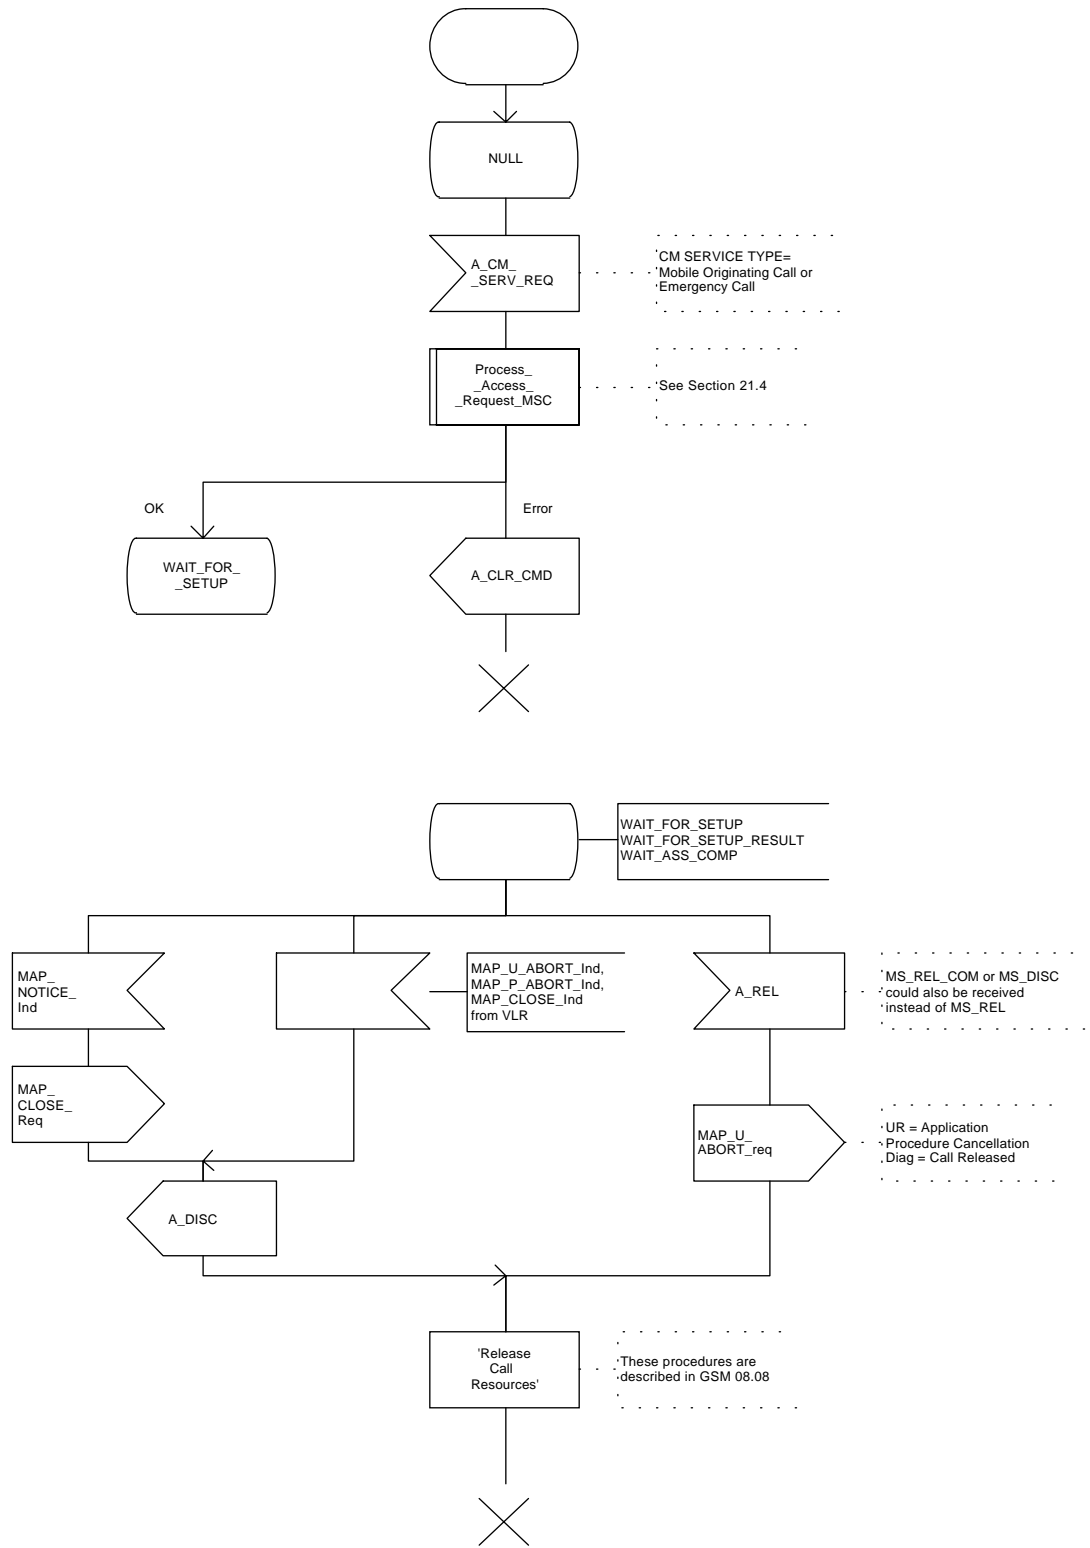 NULL
A_CM_
_SERV_REQ
CM SERVICE TYPE=
Mobile Originating Call or
Emergency Call
Process_
_Access_
_Request_MSC
See Section 21.4
OK
Error
WAIT_FOR_
_SETUP
A_CLR_CMD
WAIT_FOR_SETUP
WAIT_FOR_SETUP_RESULT
WAIT_ASS_COMP
MAP_
NOTICE_
Ind
MAP_U_ABORT_Ind,
MAP_P_ABORT_Ind,
MAP_CLOSE_Ind
from VLR
A_REL
MS_REL_COM or MS_DISC
could also be received
instead of MS_REL
MAP_
CLOSE_
Req
MAP_U_
ABORT_req
UR = Application
Procedure Cancellation
Diag = Call Released
A_DISC
'Release
Call
Resources'
These procedures are
described in GSM 08.08